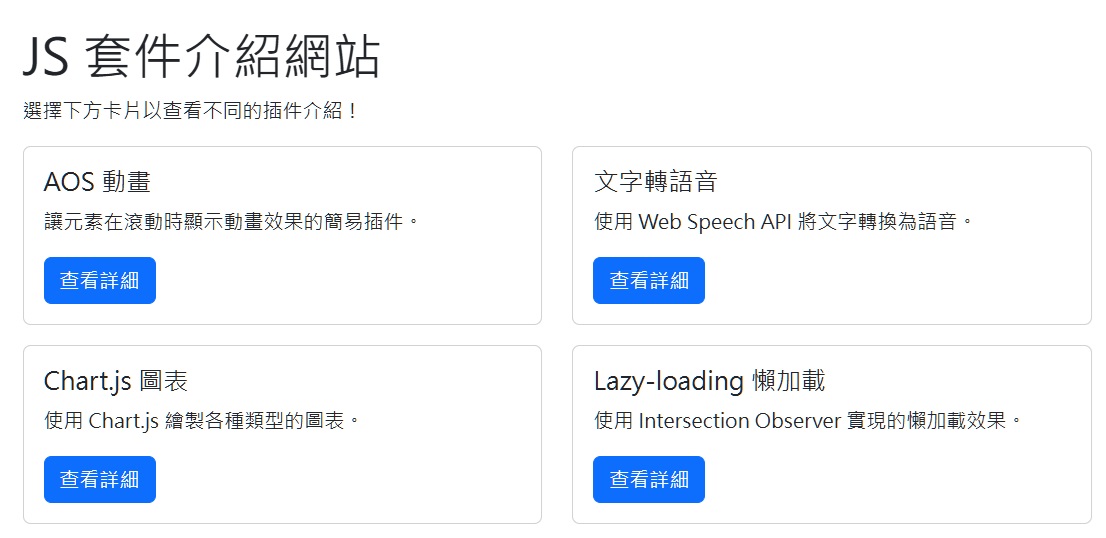 JS 套件介紹網站
選擇下方卡片以查看不同的插件介紹！
AOS 動畫
讓元素在滾動時顯示動畫效果的簡易插件。
查看詳細
文字轉語音
使用 Web Speech API 將文字轉換為語音。
查看詳細
Chart.js 圖表
使用 Chart.js 繪製各種類型的圖表。
查看詳細
Lazy-loading 懶加載
使用 Intersection Observer 實現的懶加載效果。
查看詳細